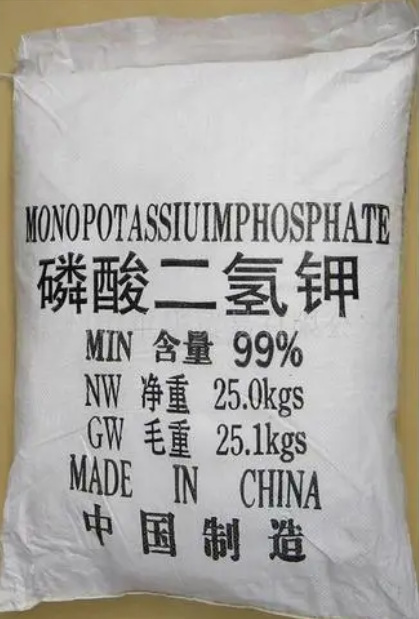 MONOPOTASSIUIMPHOSPHATE
磷酸二氢钾
MIN 含量 99%
NW 净重 25.0kgs
GW 毛重 25.1kgs
MADE IN CHINA
中国制造